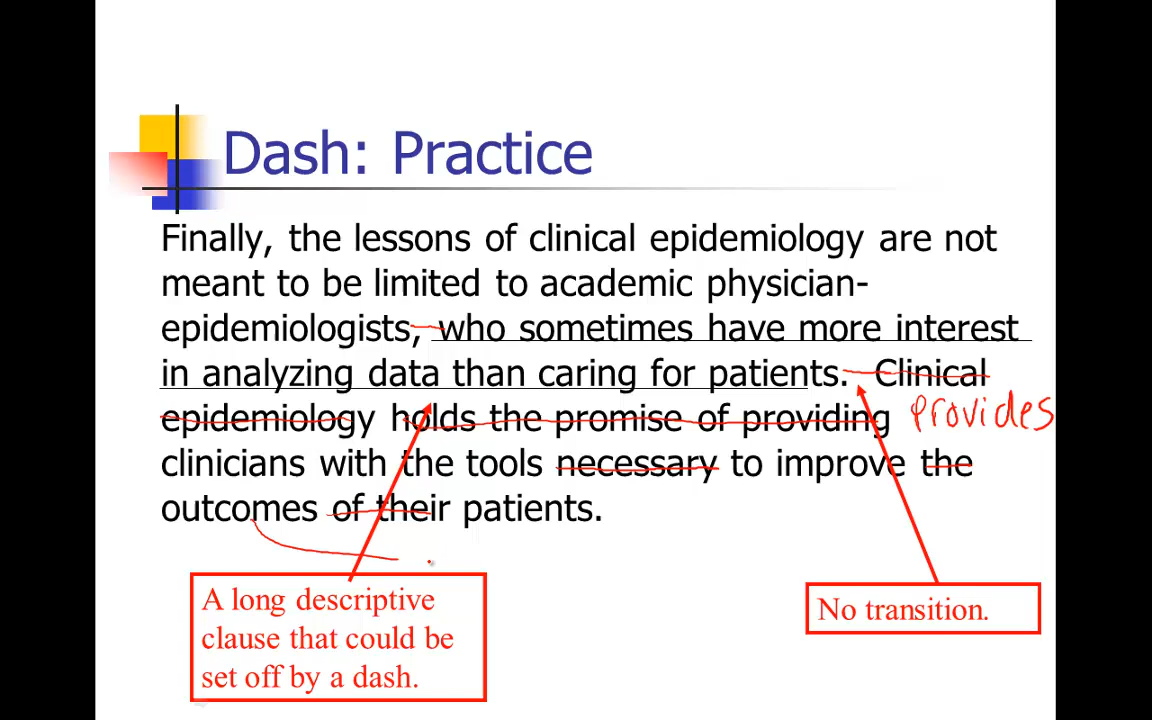 Dash: Practice
Finally, the lessons of clinical epidemiology are not
meant to be limited to academic physician-
epidemiologists, who sometimes have more interest
in analyzing data than caring for patients. Clinical
epidemiology holds the promise of providing provides
clinicians with the tools necessary to improve the
outcomes of their patients.
A long descriptive
clause that could be
set off by a dash.
No transition.